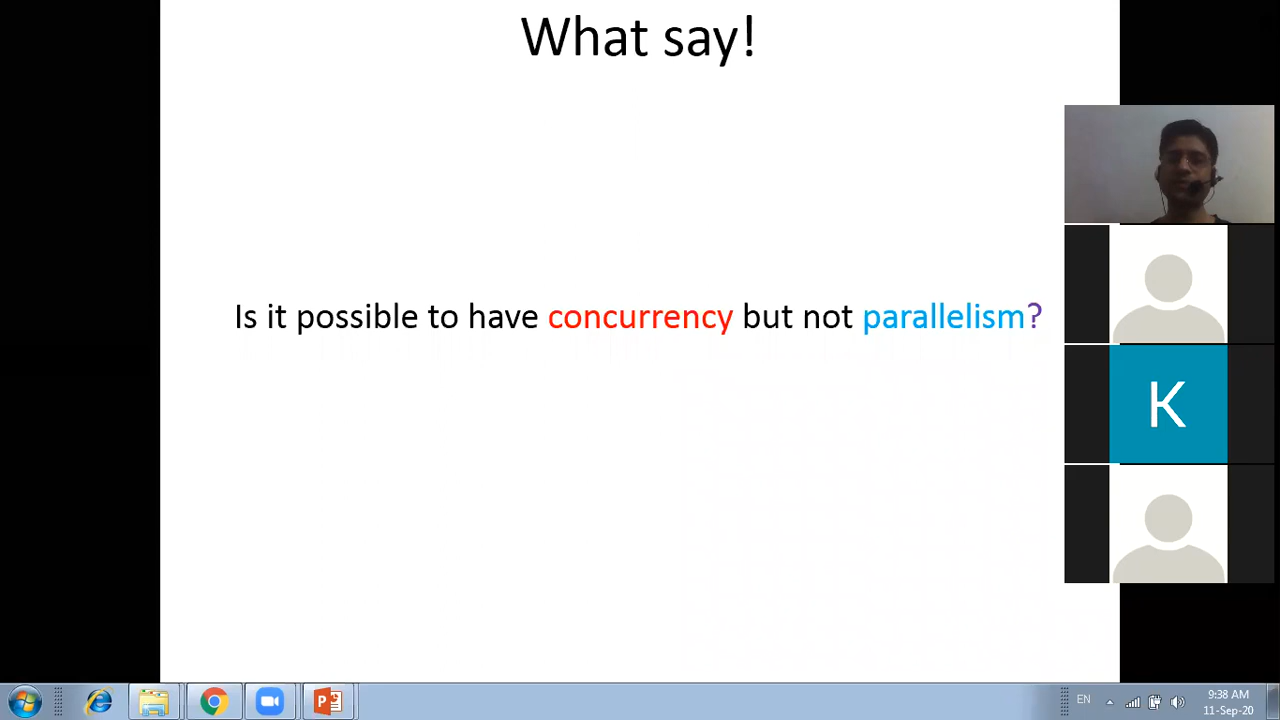 What say!
Is it possible to have concurrency but not parallelism?
K
EN
9:38 AM
11-Sep-20